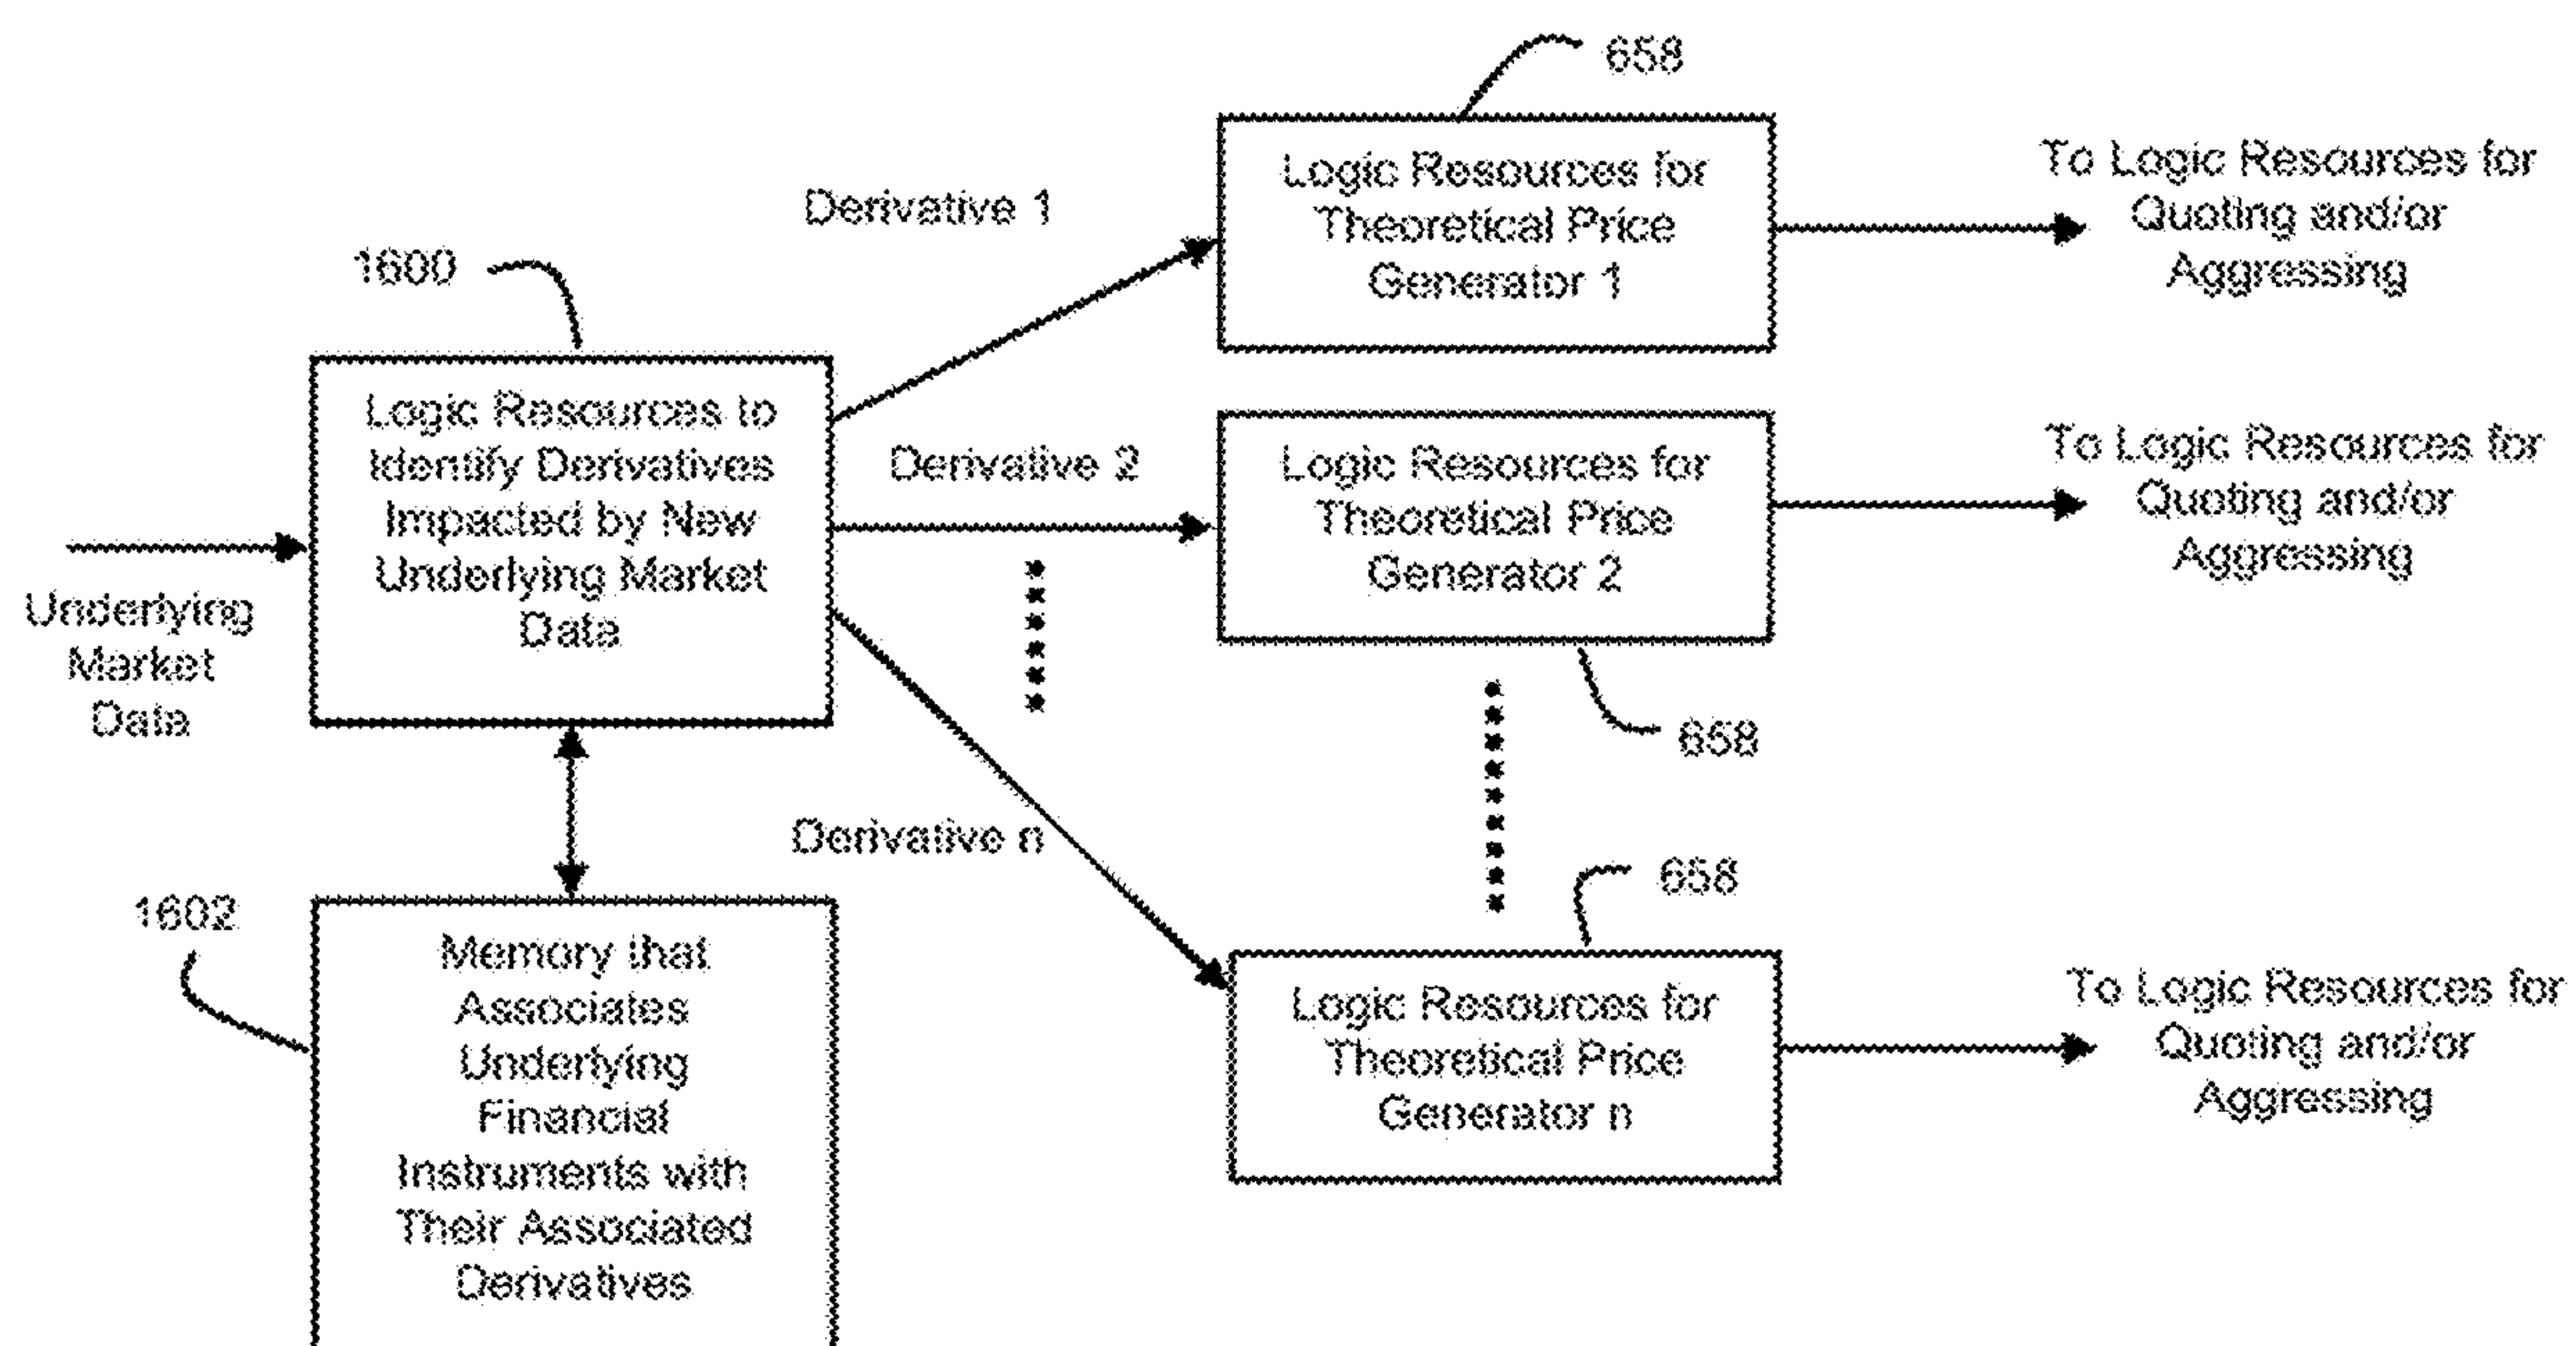 658
Logic Resources for
Theoretical Price
Generator 1
To Logic Resources for
Quoting and/or
Aggressing
Derivative 1
1600
Logic Resources to
Identify Derivatives
Impacted by New
Underlying Market
Data
Derivative 2
Logic Resources for
Theoretical Price
Generator 2
To Logic Resources for
Quoting and/or
Aggressing
Underlying
Market
Data
658
Derivative n
658
1602
Memory that
Associates
Underlying
Financial
Instruments with
Their Associated
Derivatives
Logic Resources for
Theoretical Price
Generator n
To Logic Resources for
Quoting and/or
Aggressing